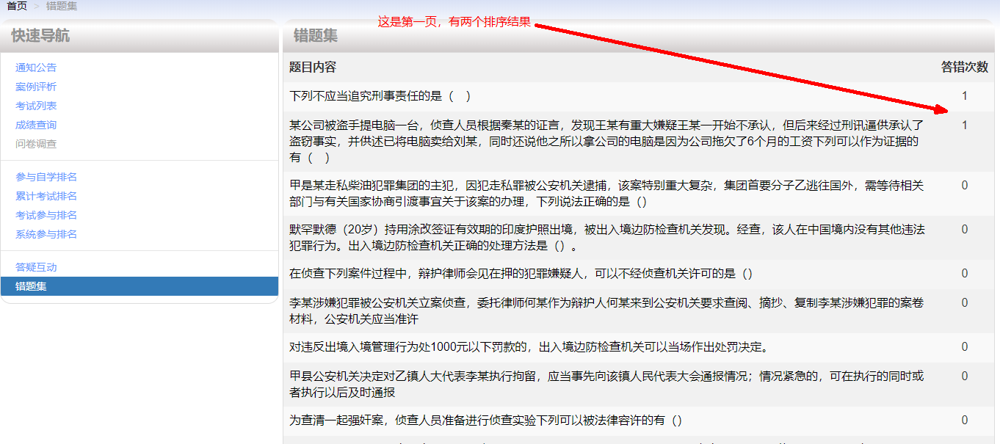 首页 > 错题集
这是第一页，有两个排序结果
快速导航
通知公告
案例评析
考试列表
成绩查询
问卷调查
参与自学排名
累计考试排名
考试参与排名
系统参与排名
答疑互动
错题集
错题集
题目内容 答错次数
下列不应当追究刑事责任的是（ ） 1
某公司被盗手提电脑一台，侦查人员根据秦某的证言，发现王某有重大嫌疑王某一开始不承认，但后来经过刑讯逼供承认了 1
盗窃事实，并供述已将电脑卖给刘某，同时还说他之所以拿公司的电脑是因为公司拖欠了6个月的工资下列可以作为证据的
有（ ）
甲是某走私柴油犯罪集团的主犯，因犯走私罪被公安机关逮捕，该案特别重大复杂，集团首要分子乙逃往国外，需等待相关 0
部门与有关国家协商引渡事宜关于该案的办理，下列说法正确的是（）
默罕默德（20岁）持用涂改签证有效期的印度护照出境，被出入境边防检查机关发现。经查，该人在中国境内没有其他违法 0
犯罪行为。出入境边防检查机关正确的处理方法是（）。
在侦查下列案件过程中，辩护律师会见在押的犯罪嫌疑人，可以不经侦查机关许可的是（） 0
李某涉嫌犯罪被公安机关立案侦查，委托律师何某作为辩护人何某来到公安机关要求查阅、摘抄、复制李某涉嫌犯罪的案卷 0
材料，公安机关应当准许
对违反出境入境管理行为处1000元以下罚款的，出入境边防检查机关可以当场作出处罚决定。 0
甲县公安机关决定对乙镇人大代表李某执行拘留，应当事先向该镇人民代表大会通报情况；情况紧急的，可在执行的同时或 0
者执行以后及时通报
为查清一起强奸案，侦查人员准备进行侦查实验下列可以被法律容许的有（） 0